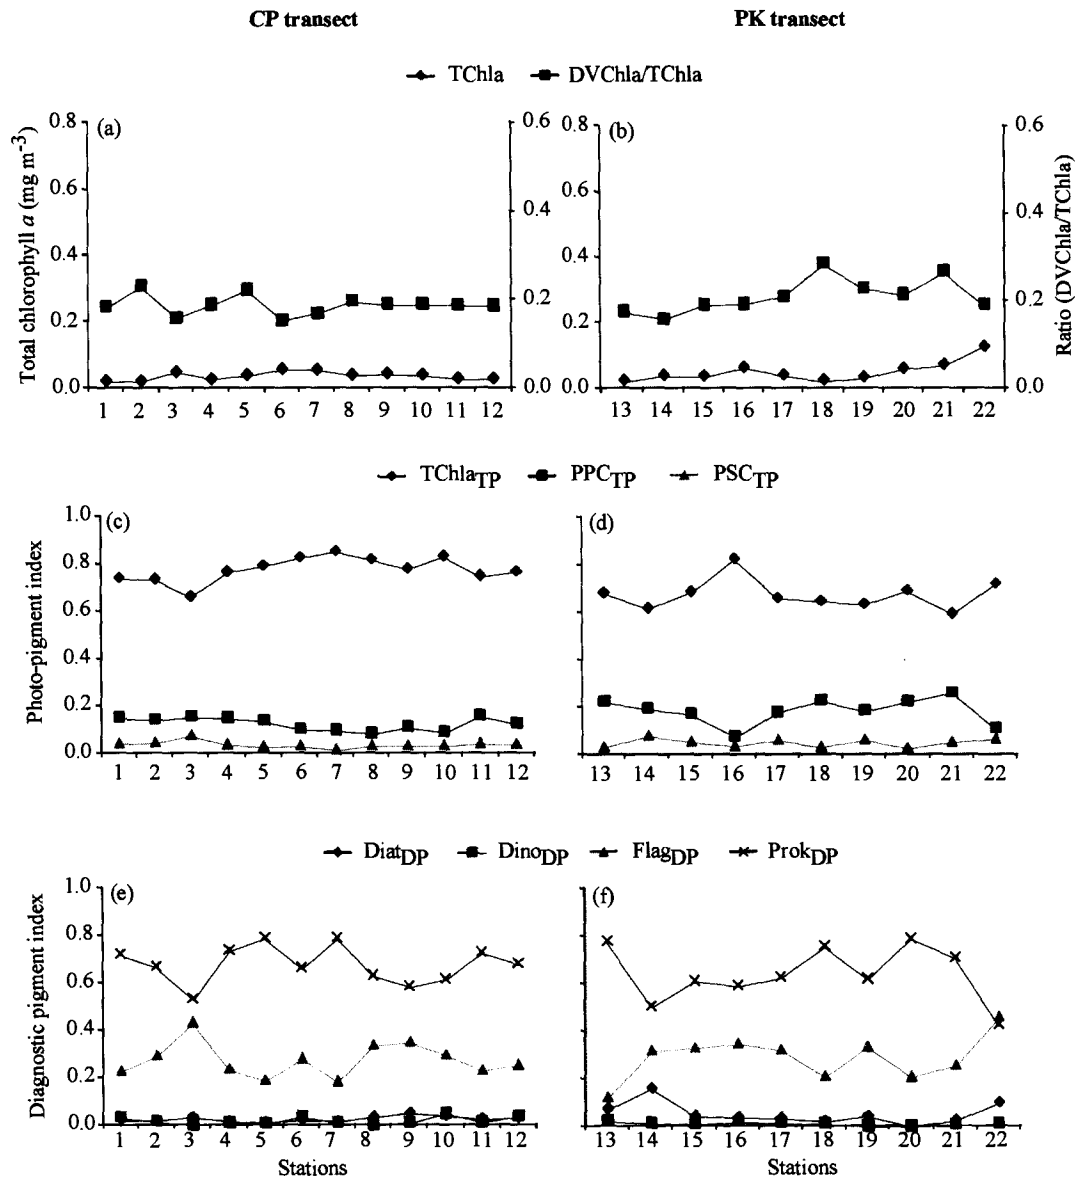 CP transect PK transect
TChla DVChla/TChla
Total chlorophyll a (mg m-3)
(a)
0.8
0.6
0.4
0.2
0.0
0.6
0.4
0.2
0.0
1 2 3 4 5 6 7 8 9 10 11 12
(b)
0.8
0.6
0.4
0.2
0.0
0.6
0.4
0.2
0.0
13 14 15 16 17 18 19 20 21 22
Ratio (DVChla/TChla)
TChlaTP PPCTP PSCTP
Photo-pigment index
(c)
1.0
0.8
0.6
0.4
0.2
0.0
1 2 3 4 5 6 7 8 9 10 11 12
(d)
13 14 15 16 17 18 19 20 21 22
DiatDP DinoDP FlagDP ProkDP
Diagnostic pigment index
(e)
1.0
0.8
0.6
0.4
0.2
0.0
1 2 3 4 5 6 7 8 9 10 11 12
Stations
(f)
13 14 15 16 17 18 19 20 21 22
Stations